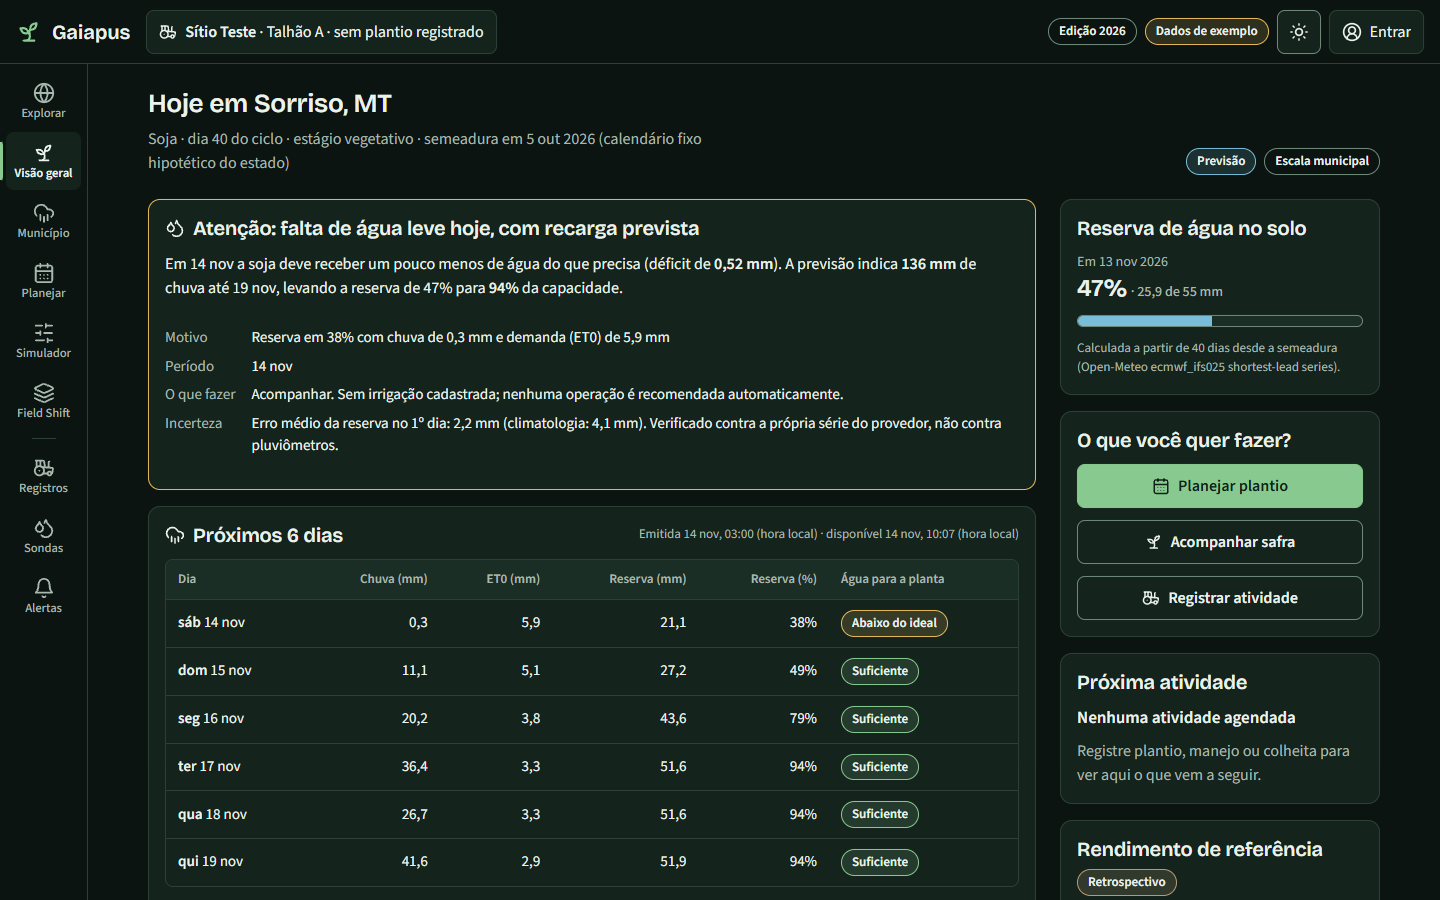 Gaiapus
Sítio Teste · Talhão A · sem plantio registrado
Edição 2026
Dados de exemplo
Entrar
Explorar
Visão geral
Município
Planejar
Simulador
Field Shift
Registros
Sondas
Alertas
Hoje em Sorriso, MT
Soja · dia 40 do ciclo · estágio vegetativo · semeadura em 5 out 2026 (calendário fixo
hipotético do estado)
Previsão
Escala municipal
Atenção: falta de água leve hoje, com recarga prevista
Em 14 nov a soja deve receber um pouco menos de água do que precisa (déficit de 0,52 mm). A previsão indica 136 mm de
chuva até 19 nov, levando a reserva de 47% para 94% da capacidade.
Motivo Reserva em 38% com chuva de 0,3 mm e demanda (ET0) de 5,9 mm
Período 14 nov
O que fazer Acompanhar. Sem irrigação cadastrada; nenhuma operação é recomendada automaticamente.
Incerteza Erro médio da reserva no 1º dia: 2,2 mm (climatologia: 4,1 mm). Verificado contra a própria série do provedor, não contra
pluviômetros.
Próximos 6 dias
Emitida 14 nov, 03:00 (hora local) · disponível 14 nov, 10:07 (hora local)
Dia Chuva (mm) ET0 (mm) Reserva (mm) Reserva (%) Água para a planta
sáb 14 nov 0,3 5,9 21,1 38% Abaixo do ideal
dom 15 nov 11,1 5,1 27,2 49% Suficiente
seg 16 nov 20,2 3,8 43,6 79% Suficiente
ter 17 nov 36,4 3,3 51,6 94% Suficiente
qua 18 nov 26,7 3,3 51,6 94% Suficiente
qui 19 nov 41,6 2,9 51,9 94% Suficiente
Reserva de água no solo
Em 13 nov 2026
47% · 25,9 de 55 mm
Calculada a partir de 40 dias desde a semeadura
(Open-Meteo ecmwf_ifs025 shortest-lead series).
O que você quer fazer?
Planejar plantio
Acompanhar safra
Registrar atividade
Próxima atividade
Nenhuma atividade agendada
Registre plantio, manejo ou colheita para
ver aqui o que vem a seguir.
Rendimento de referência
Retrospectivo